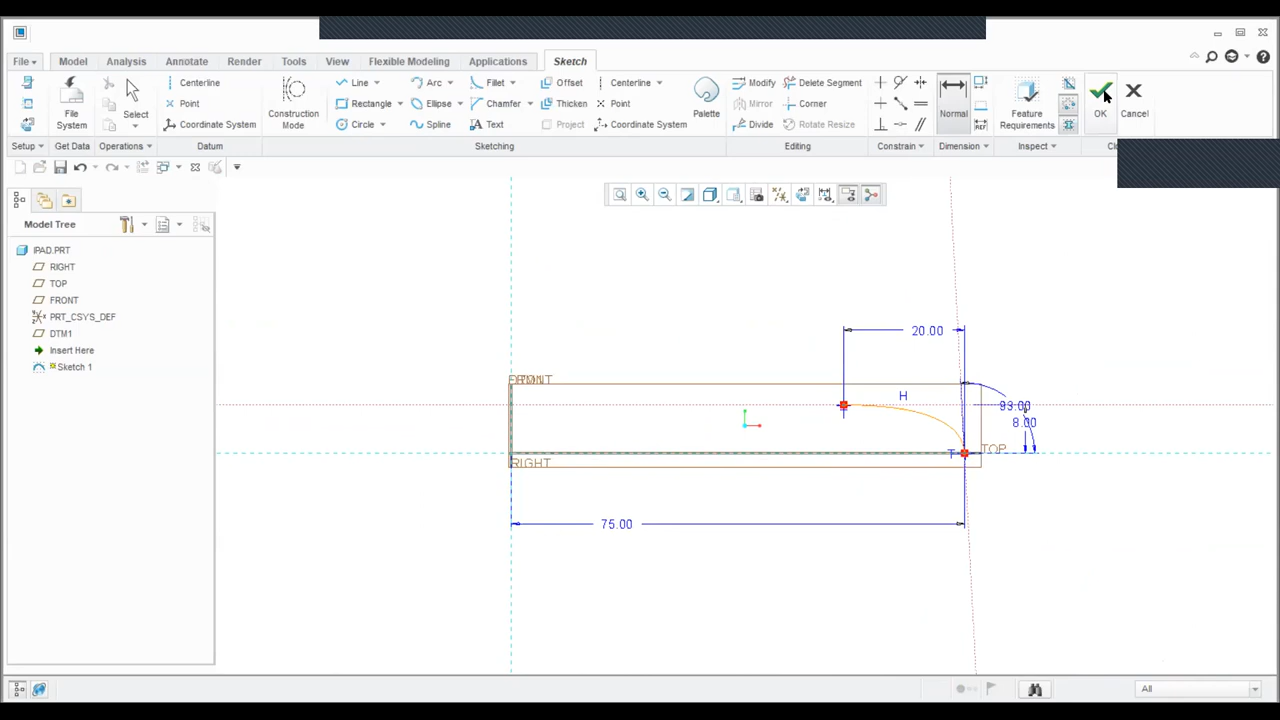 File Model Analysis Annotate Render Tools View Flexible Modeling Applications Sketch
Centerline Line Arc Fillet Offset Centerline Modify Delete Segment
Point Rectangle Ellipse Chamfer Thicken Point Mirror Corner
Coordinate System Circle Spline Text Project Coordinate System Divide Rotate Resize
File System Select Construction Mode Palette Normal Feature Requirements OK Cancel
Setup Get Data Operations Datum Sketching Editing Constrain Dimension Inspect Clo
Model Tree
IPAD.PRT
RIGHT
TOP
FRONT
PRT_CSYS_DEF
DTM1
Insert Here
Sketch 1
20.00
H
93.00
8.00
T
TOP
RIGHT
75.00
All